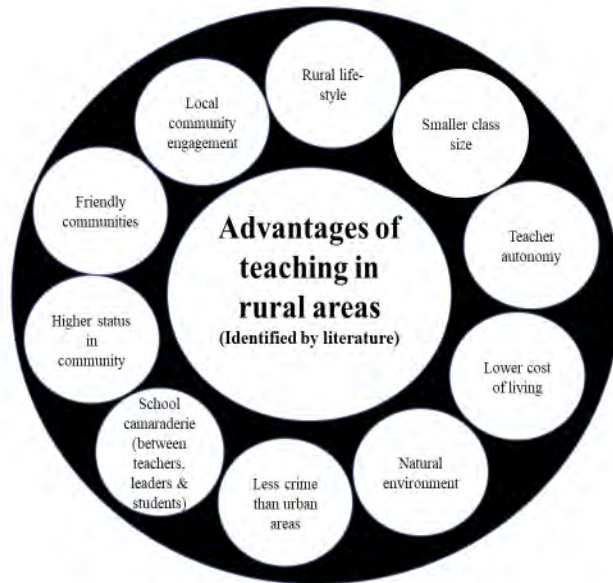 Advantages of
teaching in
rural areas
(Identified by literature)
Rural life-
style
Smaller class
size
Teacher
autonomy
Lower cost
of living
Natural
environment
Less crime
than urban
areas
School
camaraderie
(between
teachers,
leaders &
students)
Higher status
in
community
Friendly
communities
Local
community
engagement